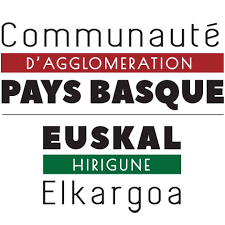 Communauté
D'AGGLOMERATION
PAYS BASQUE
EUSKAL
HIRIGUNE
Elkargoa